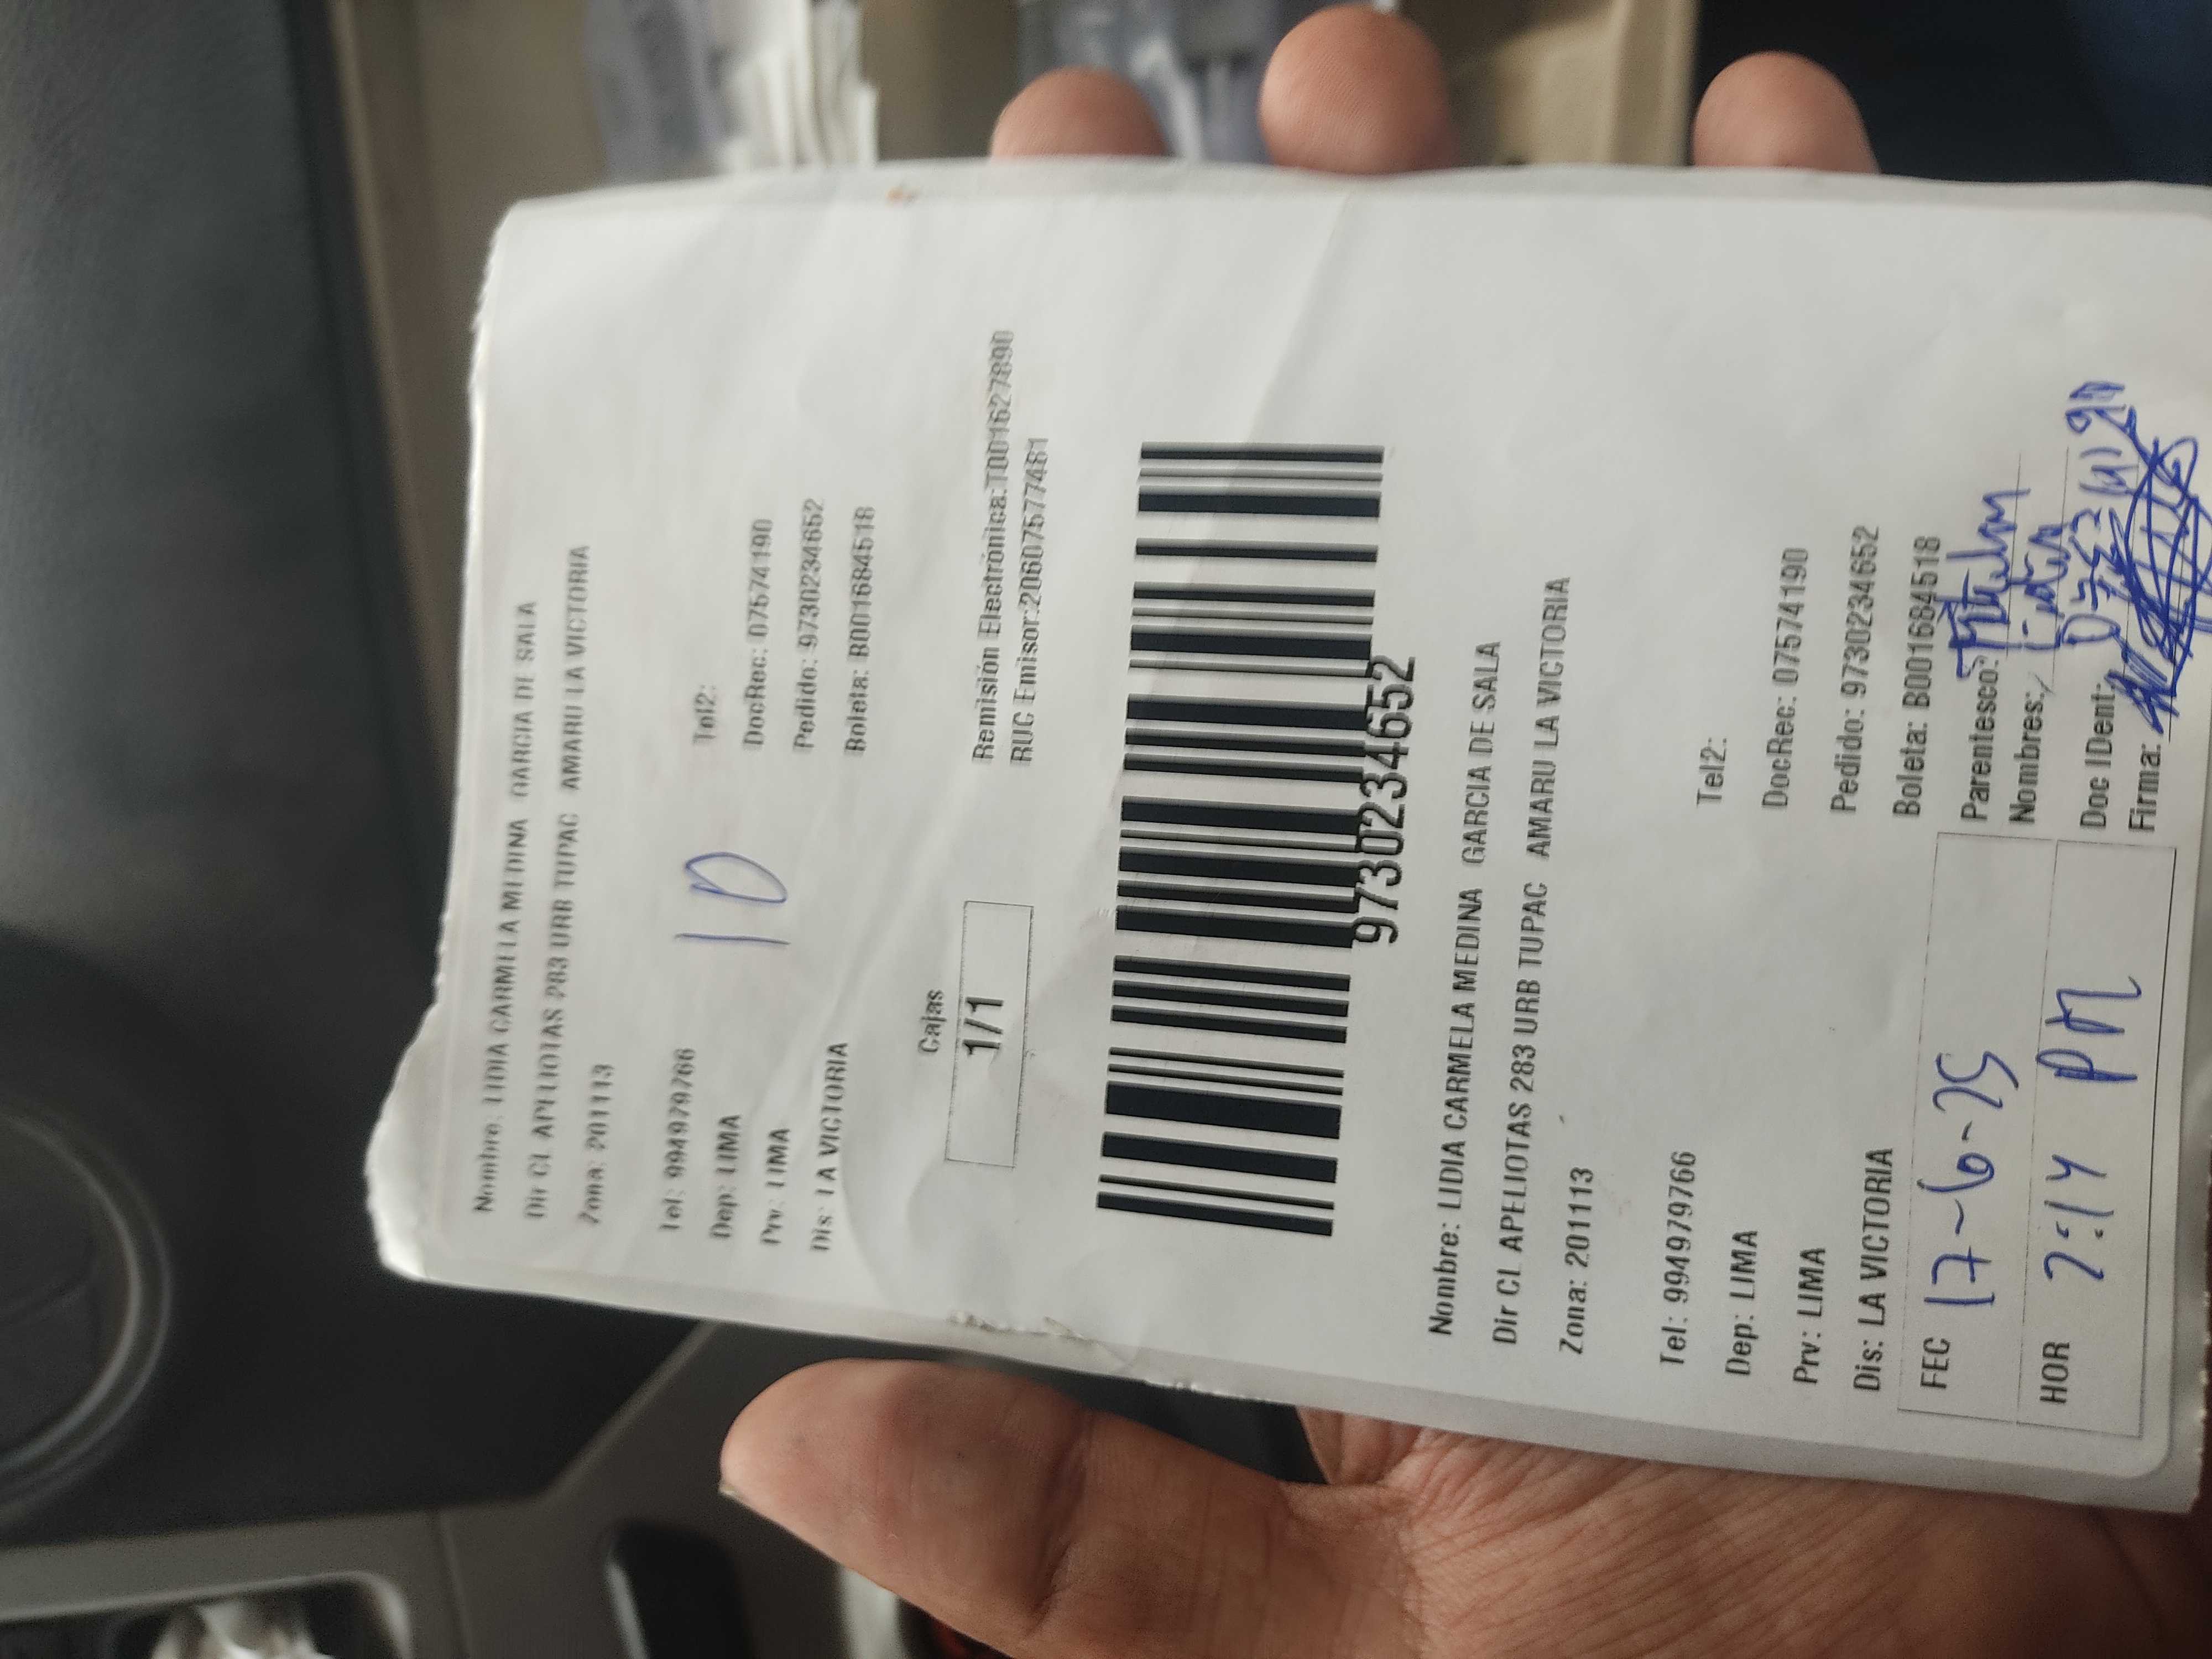 Nombre: LIDIA CARMELA MEDINA GARCIA DE SALA
Dir CL APELIOTAS 283 URB TUPAC AMARU LA VICTORIA
Zona: 201113
Tel: 994979766
Tel2:
Dep: LIMA
DocRec: 07574190
Prv: LIMA
Pedido: 9730234652
Dis: LA VICTORIA
Boleta: B001684518
1D
Cajas
1/1
Remisión Electrónica:T001627890
RUC Emisor:20607577481
9730234652
Nombre: LIDIA CARMELA MEDINA GARCIA DE SALA
Dir CL APELIOTAS 283 URB TUPAC AMARU LA VICTORIA
Zona: 201113
Tel: 994979766
Tel2:
Dep: LIMA
DocRec: 07574190
Prv: LIMA
Pedido: 9730234652
Dis: LA VICTORIA
Boleta: B001684518
FEC 17-6-25
Parentesco:
Nombres:
HOR 2:14 PM
Doc IDent:
Firma: